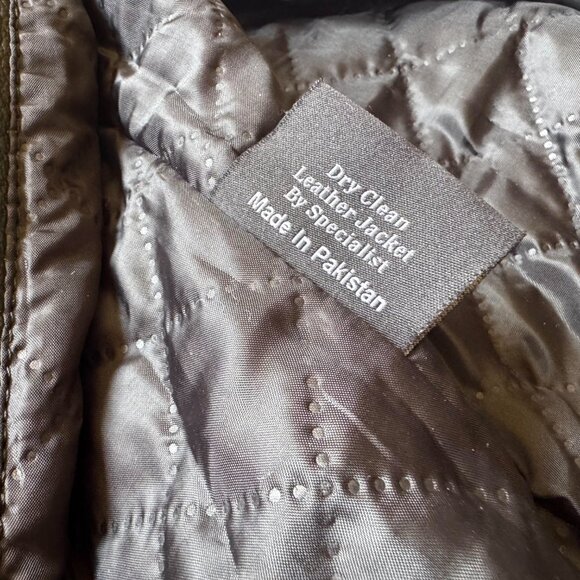 Dry Clean
Leather Jacket
By Specialist
Made In Pakistan